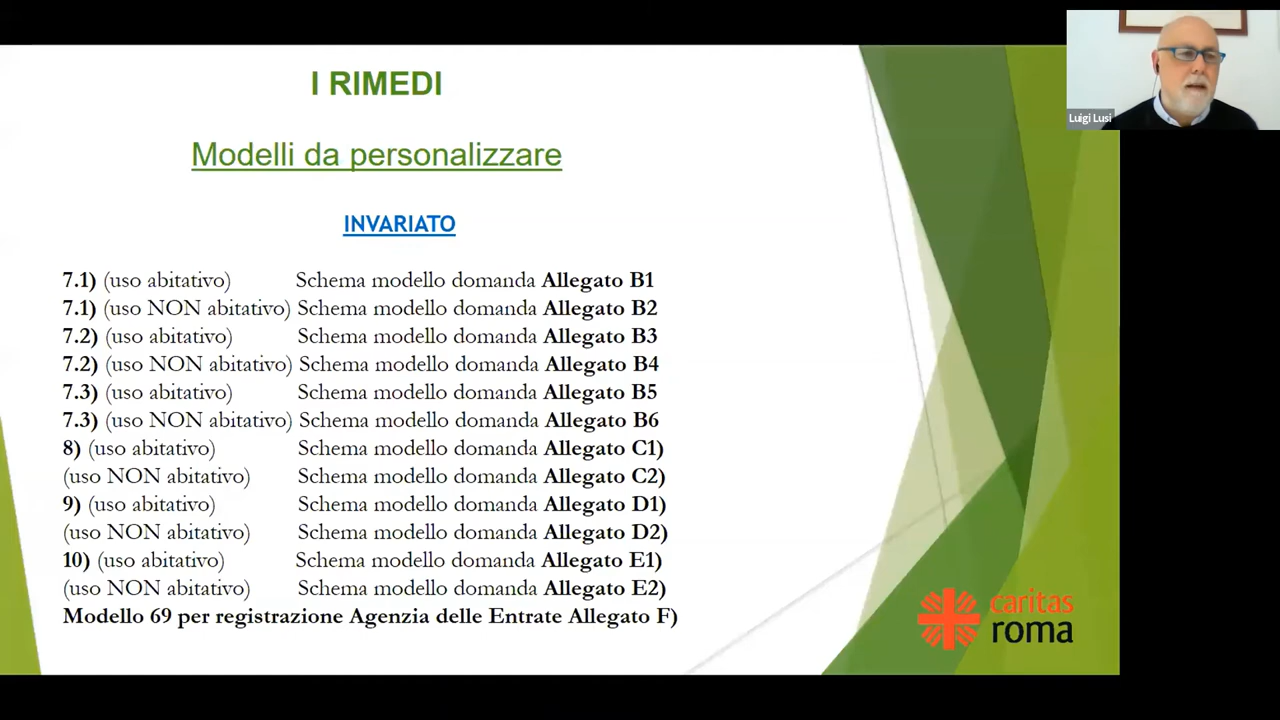 I RIMEDI
Luigi Lusi
Modelli da personalizzare
INVARIATO
7.1) (uso abitativo) Schema modello domanda Allegato B1
7.1) (uso NON abitativo) Schema modello domanda Allegato B2
7.2) (uso abitativo) Schema modello domanda Allegato B3
7.2) (uso NON abitativo) Schema modello domanda Allegato B4
7.3) (uso abitativo) Schema modello domanda Allegato B5
7.3) (uso NON abitativo) Schema modello domanda Allegato B6
8) (uso abitativo) Schema modello domanda Allegato C1)
(uso NON abitativo) Schema modello domanda Allegato C2)
9) (uso abitativo) Schema modello domanda Allegato D1)
(uso NON abitativo) Schema modello domanda Allegato D2)
10) (uso abitativo) Schema modello domanda Allegato E1)
(uso NON abitativo) Schema modello domanda Allegato E2)
Modello 69 per registrazione Agenzia delle Entrate Allegato F)
caritas
roma